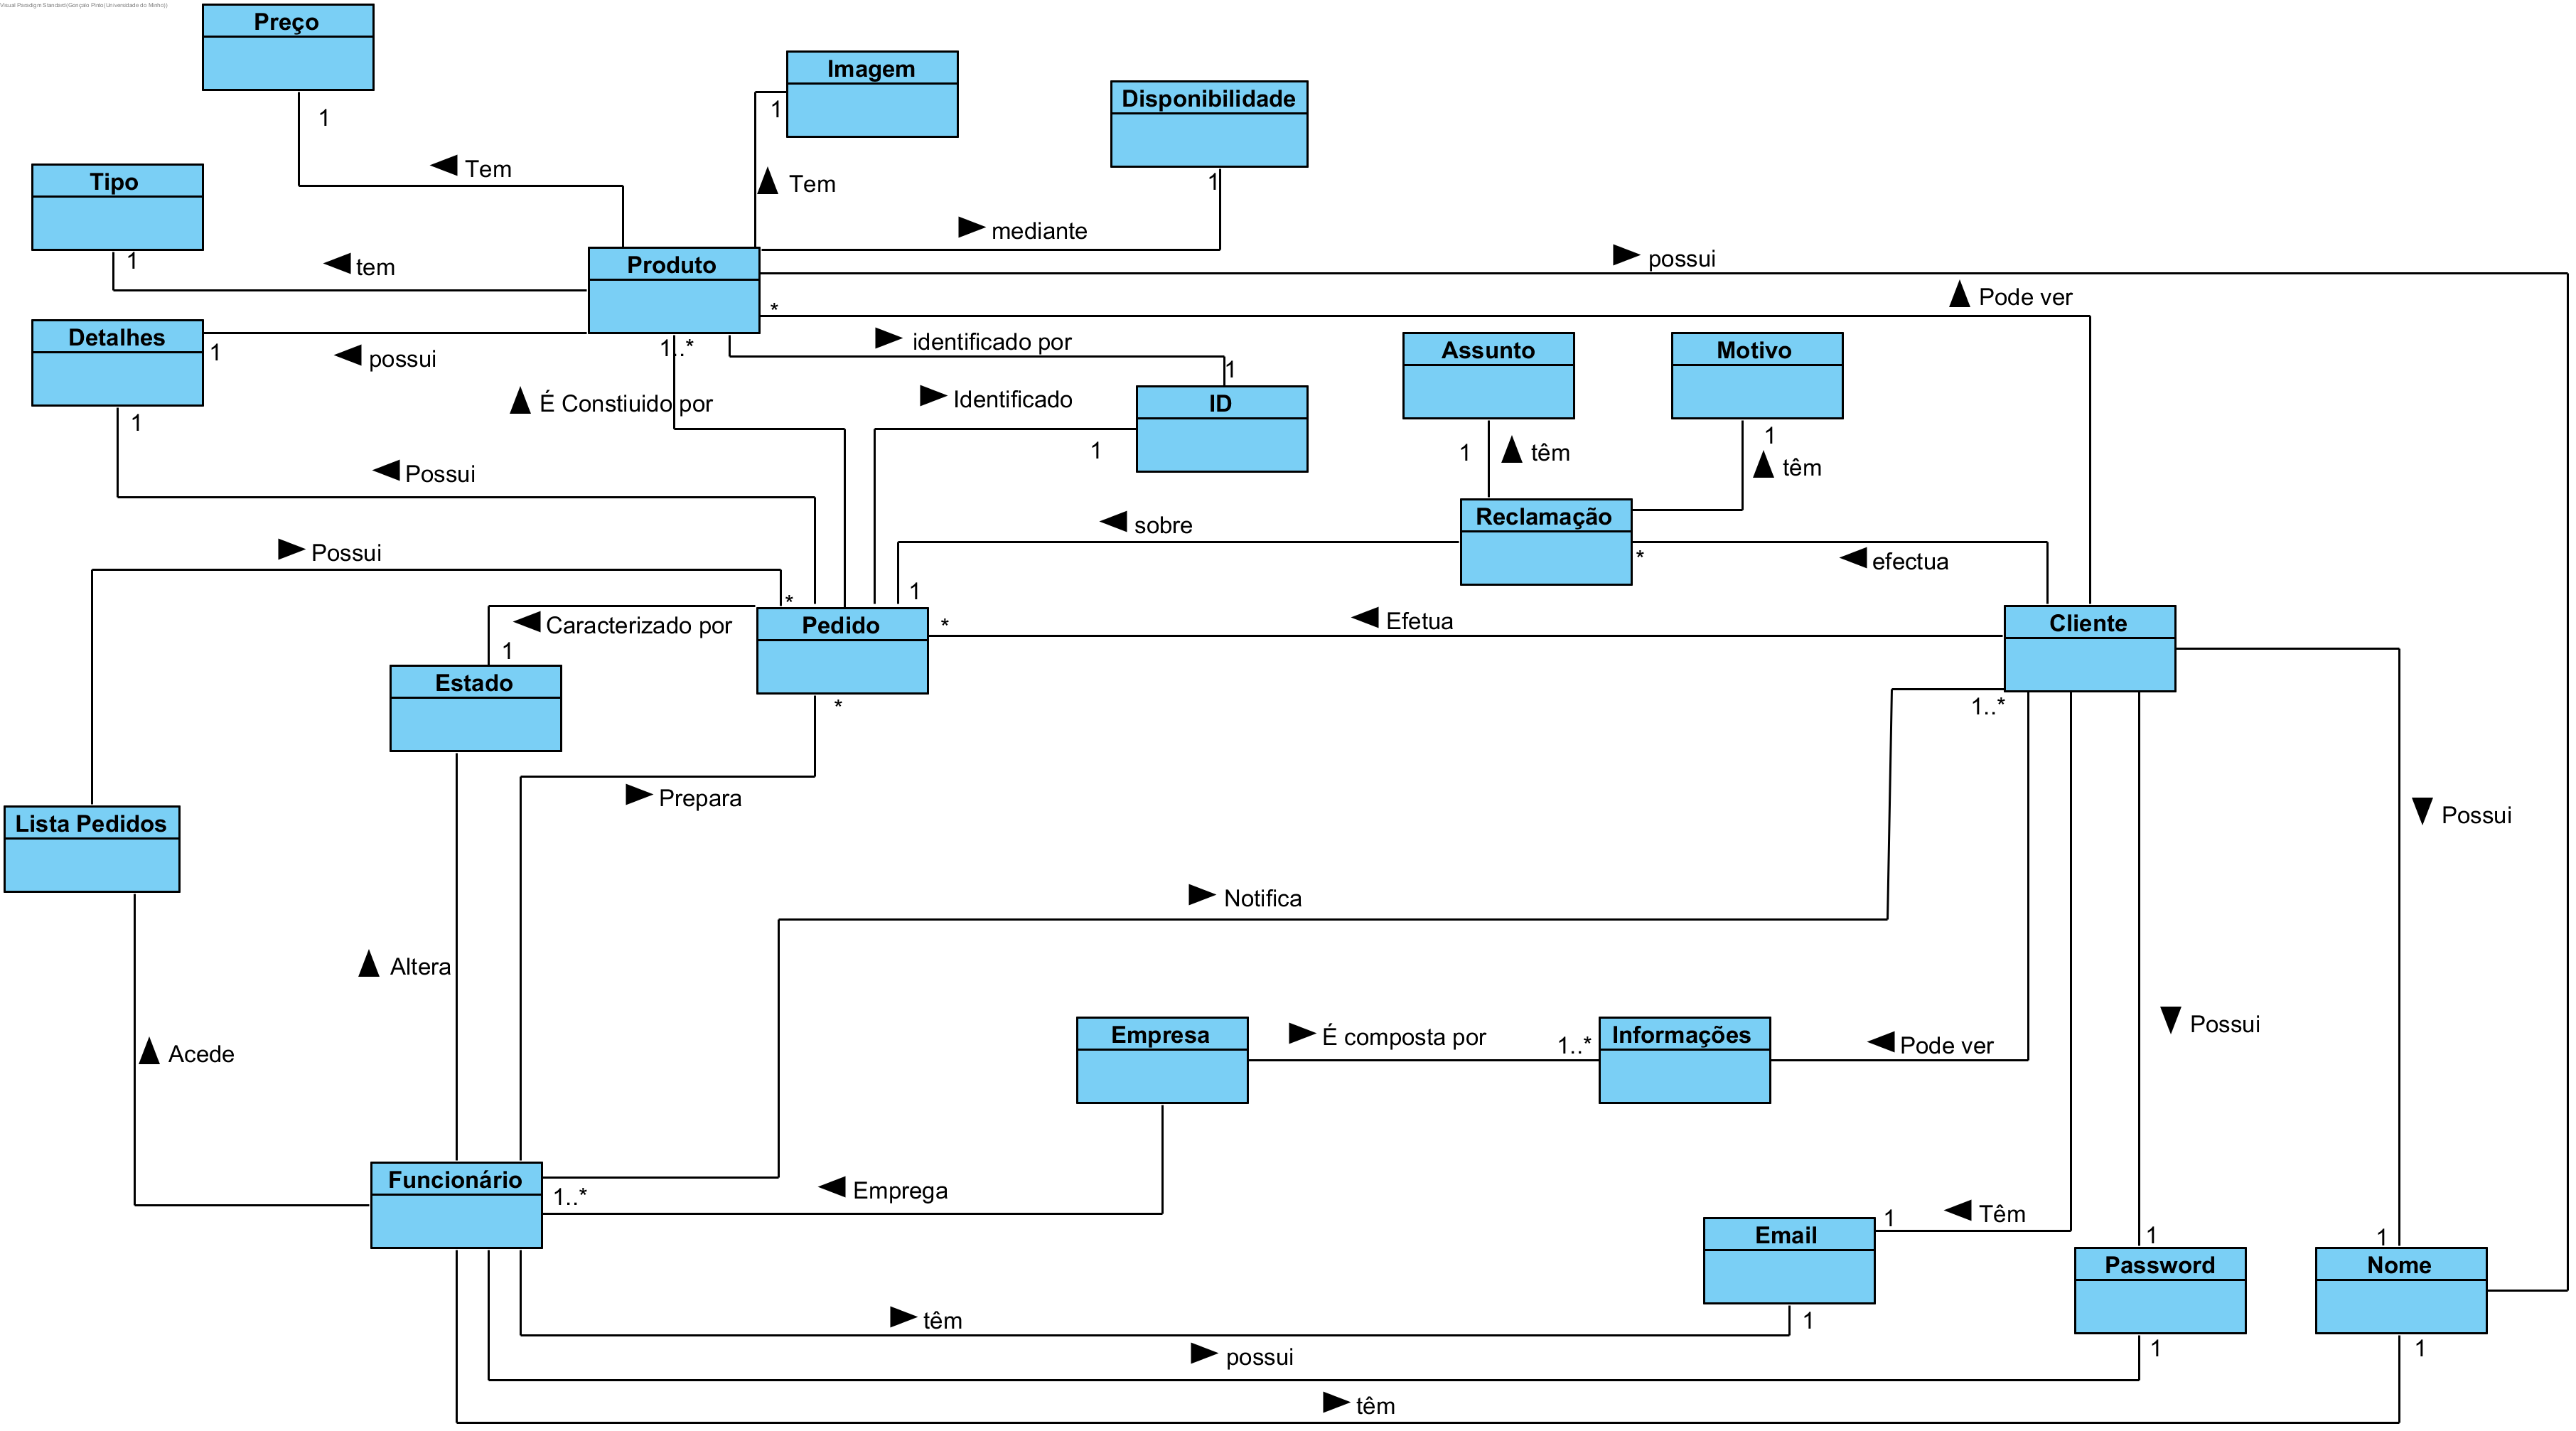 Visual Paradigm Standard(Gonçalo Pinto(Universidade do Minho))
Preço
Imagem
Disponibilidade
1
1
Tem
Tipo
Tem
1
mediante
1
tem
Produto
possui
*
Pode ver
Detalhes
1
possui
1..*
identificado por
1
Assunto
Motivo
É Constiuido por
Identificado
ID
1
1
1
têm
1
têm
Possui
Reclamação
sobre
*
efectua
Possui
*
1
Caracterizado por
1
Pedido
*
Efetua
Cliente
Estado
*
1..*
Prepara
Lista Pedidos
Possui
Notifica
Altera
Acede
Empresa
É composta por
1..*
Informações
Pode ver
Possui
Funcionário
1..*
Emprega
Email
1
Têm
1
Password
1
Nome
têm
1
possui
1
1
têm